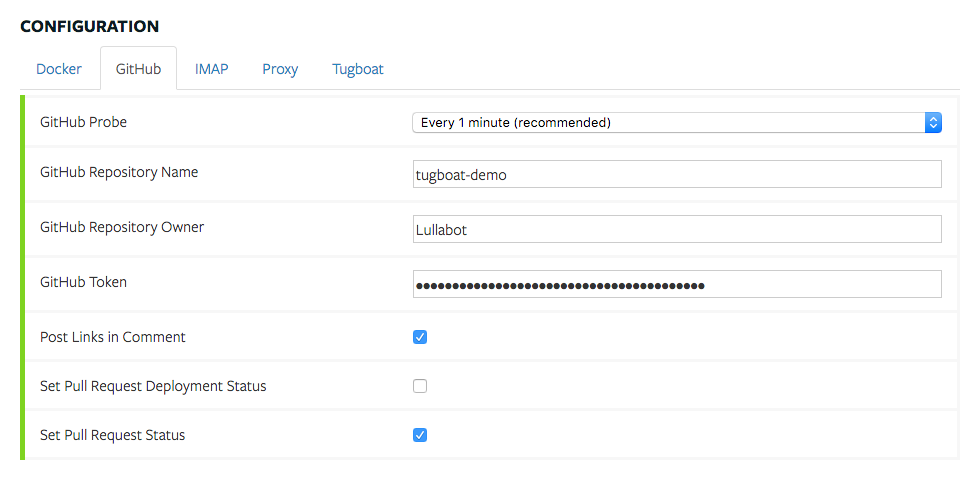 CONFIGURATION
Docker GitHub IMAP Proxy Tugboat
GitHub Probe Every 1 minute (recommended)
GitHub Repository Name tugboat-demo
GitHub Repository Owner Lullabot
GitHub Token ••••••••••••••••••••••••••••••••••••••••
Post Links in Comment
Set Pull Request Deployment Status
Set Pull Request Status